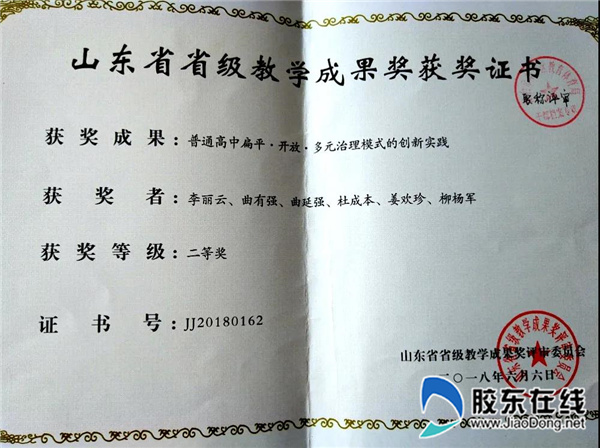 山东省省级教学成果奖获奖证书
职称评审
获奖成果：普通高中扁平·开放·多元治理模式的创新实践
获奖者：李丽云、曲有强、曲延强、杜成本、姜欢珍、柳杨军
获奖等级：二等奖
证书号：JJ20180162
山东省省级教学成果奖评审委员会
二〇一八年六月六日
胶东在线
www.JiaoDong.net